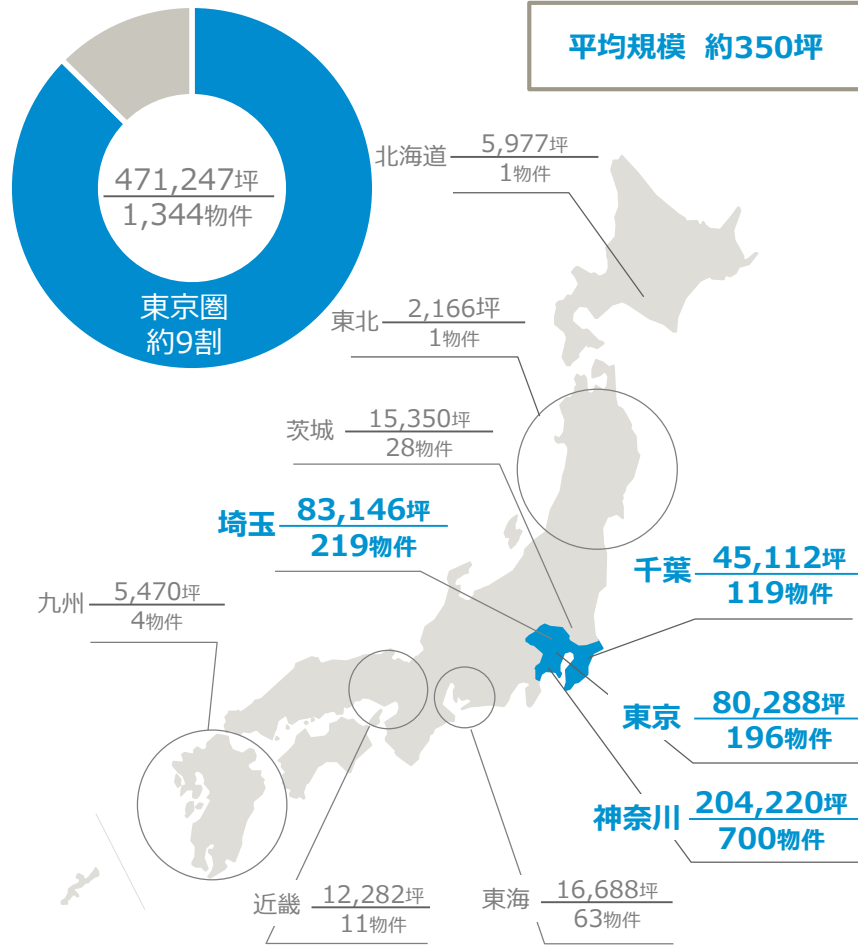 平均規模 約350坪
471,247坪
1,344物件
東京圏
約9割
北海道 5,977坪
1物件
東北 2,166坪
1物件
茨城 15,350坪
28物件
埼玉 83,146坪
219物件
千葉 45,112坪
119物件
九州 5,470坪
4物件
東京 80,288坪
196物件
神奈川 204,220坪
700物件
近畿 12,282坪
11物件
東海 16,688坪
63物件